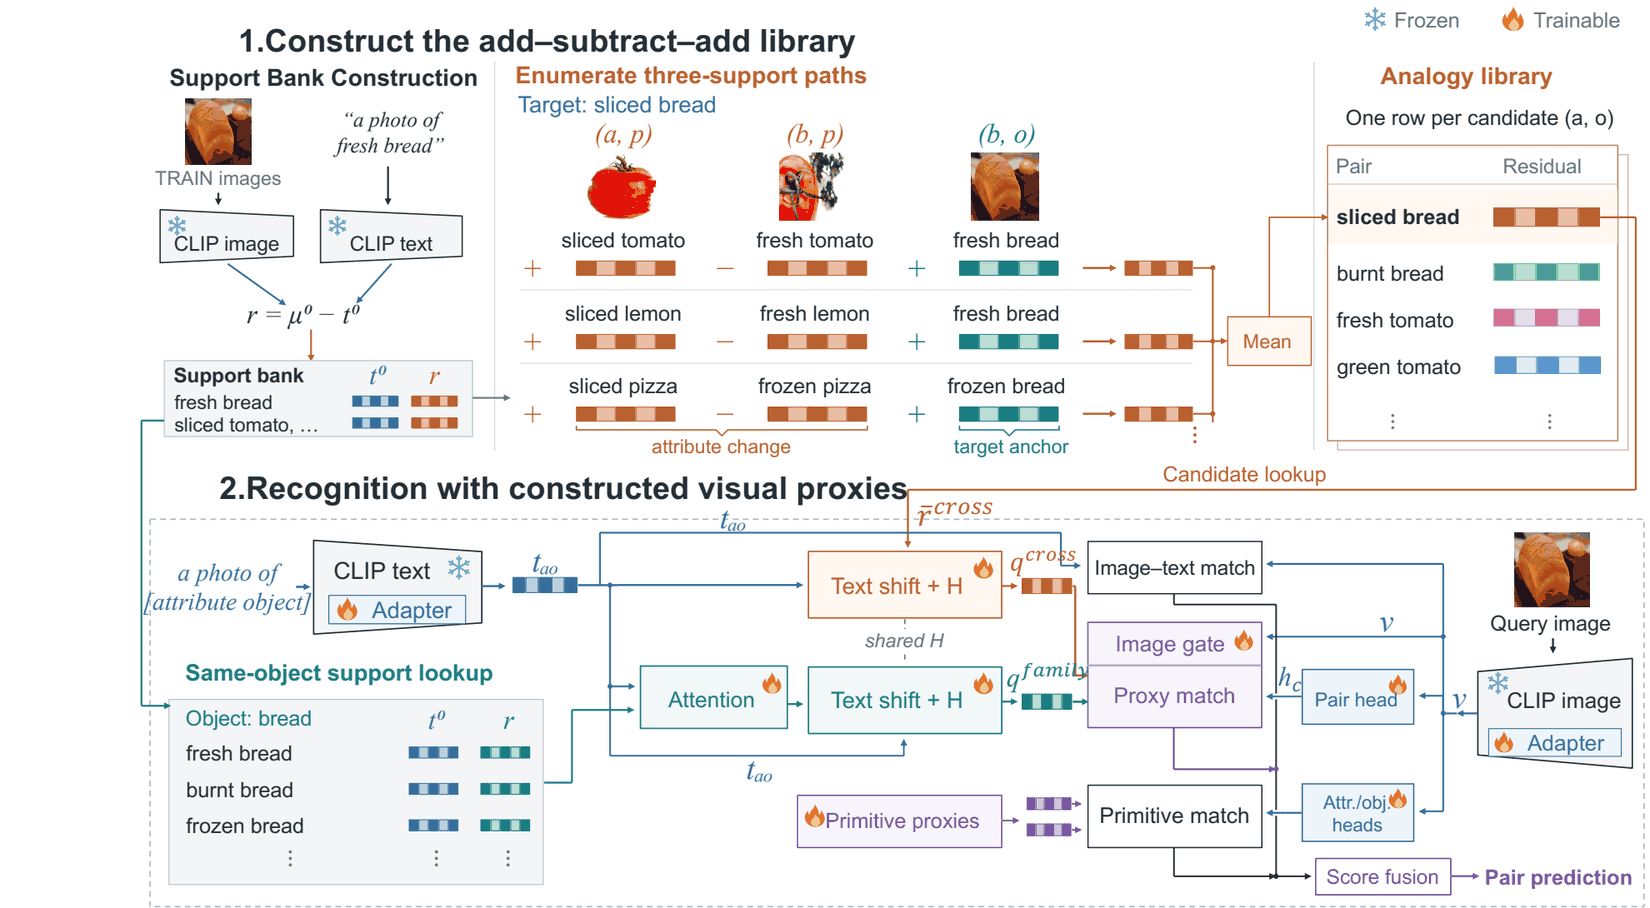 Frozen
Trainable
1.Construct the add–subtract–add library
Support Bank Construction
TRAIN images
“a photo of
fresh bread”
CLIP image
CLIP text
r = μ⁰ − t⁰
Support bank t⁰ r
fresh bread
sliced tomato, …
Enumerate three-support paths
Target: sliced bread
(a, p) (b, p) (b, o)
sliced tomato fresh tomato fresh bread
+ − +
sliced lemon fresh lemon fresh bread
+ − +
sliced pizza frozen pizza frozen bread
+ − +
attribute change target anchor
⋮
Mean
Analogy library
One row per candidate (a, o)
Pair Residual
sliced bread
burnt bread
fresh tomato
green tomato
⋮ ⋮
Candidate lookup
2.Recognition with constructed visual proxies
a photo of
[attribute object]
CLIP text
Adapter
t_ao
t_ao
r̄^cross
Text shift + H
q^cross
shared H
Same-object support lookup
Object: bread t⁰ r
fresh bread
burnt bread
frozen bread
⋮ ⋮ ⋮
Attention
Text shift + H
q^family
t_ao
Primitive proxies
Image–text match
Image gate
Proxy match
Primitive match
v
h_c
Pair head
v
Attr./obj.
heads
Query image
CLIP image
Adapter
Score fusion
Pair prediction